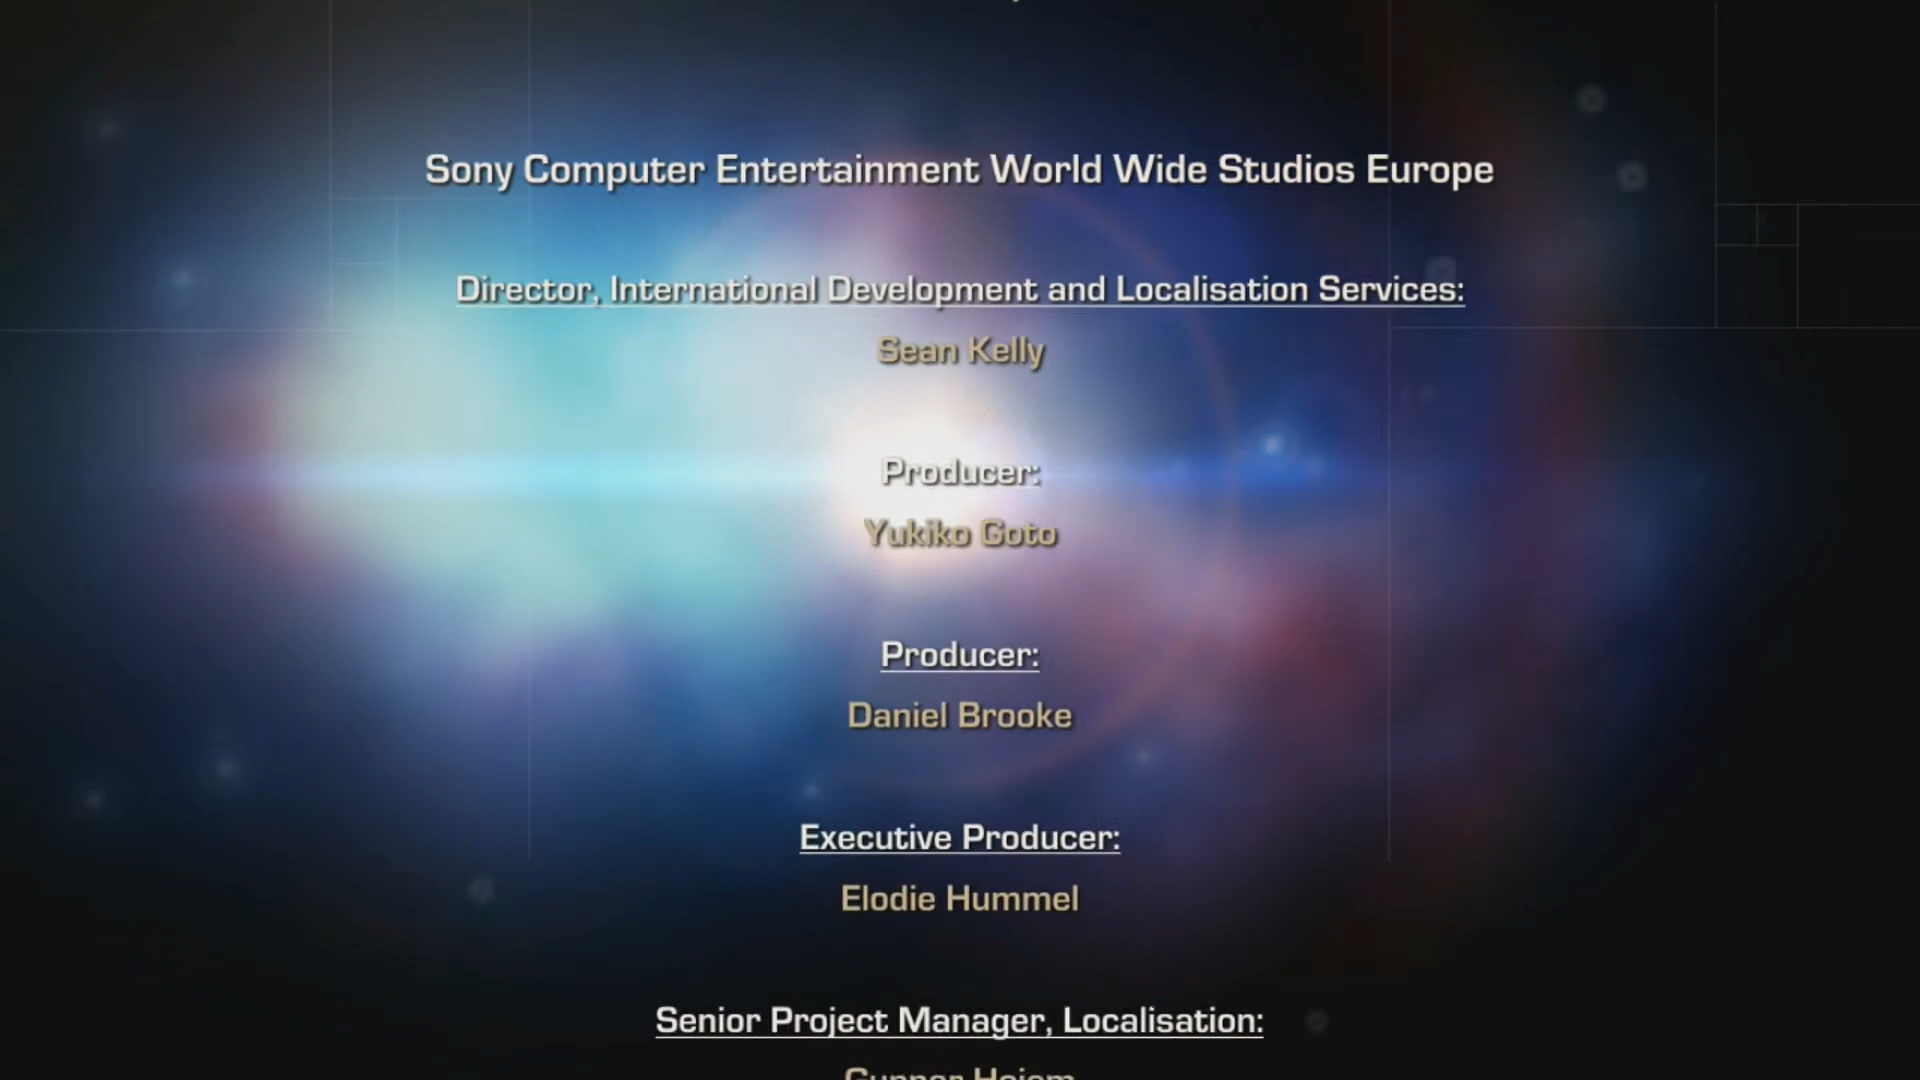 Sony Computer Entertainment World Wide Studios Europe
Director, International Development and Localisation Services:
Sean Kelly
Producer:
Yukiko Goto
Producer:
Daniel Brooke
Executive Producer:
Elodie Hummel
Senior Project Manager, Localisation: